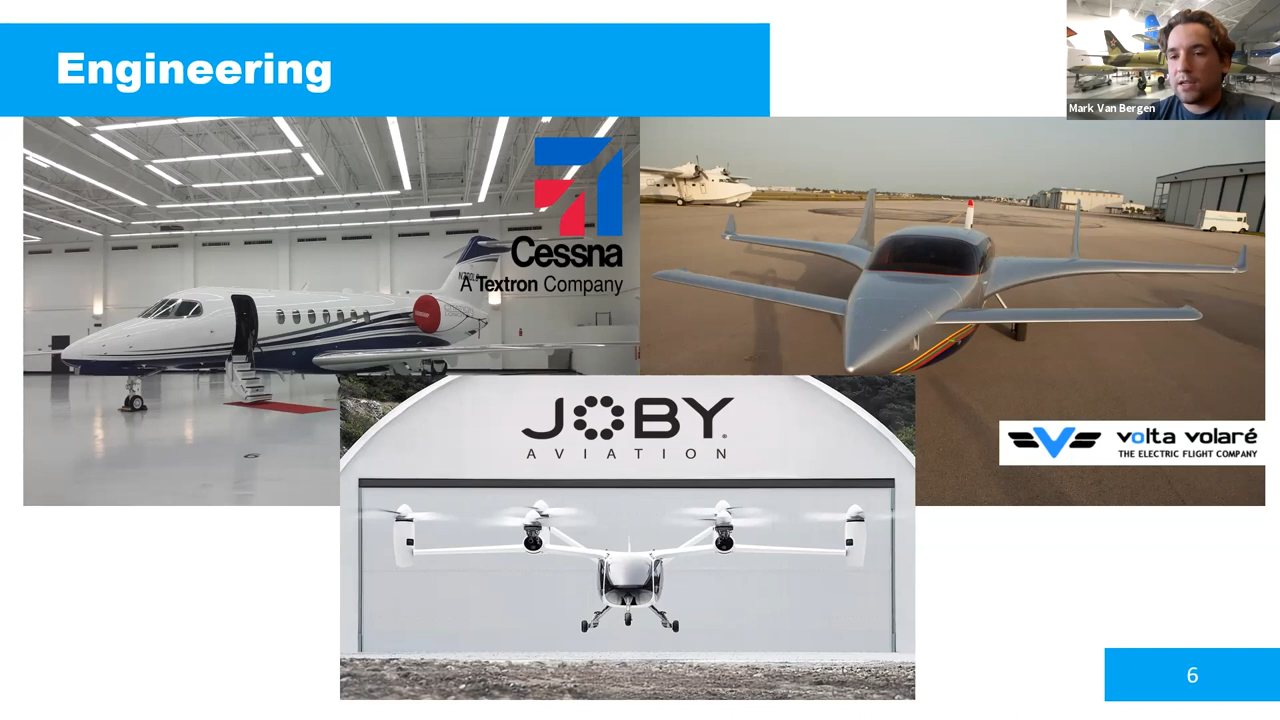 Engineering
Mark Van Bergen
Cessna
A Textron Company
JOBY
AVIATION
volta volaré
THE ELECTRIC FLIGHT COMPANY
6